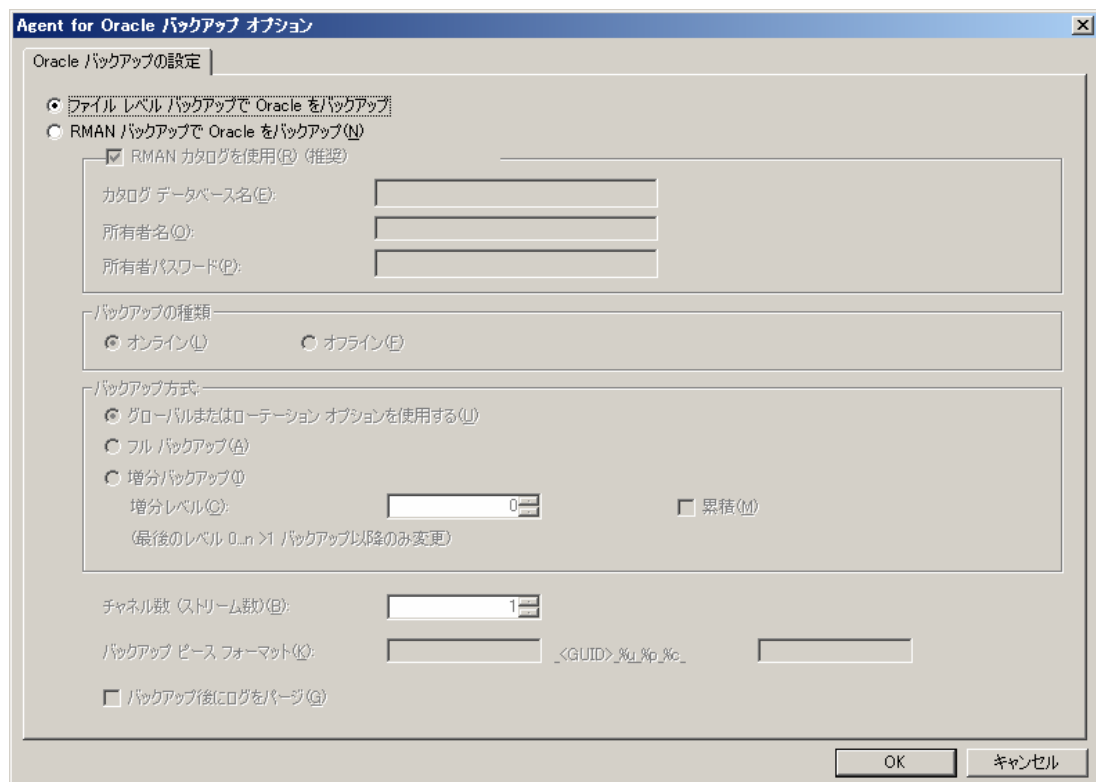 Agent for Oracle バックアップ オプション
Oracle バックアップの設定
ファイル レベル バックアップで Oracle をバックアップ
RMAN バックアップで Oracle をバックアップ(N)
RMAN カタログを使用(R) (推奨)
カタログ データベース名(E):
所有者名(O):
所有者パスワード(P):
バックアップの種類
オンライン(L) オフライン(F)
バックアップ方式:
グローバルまたはローテーション オプションを使用する(U)
フル バックアップ(A)
増分バックアップ(I)
増分レベル(C): 0 累積(M)
(最後のレベル 0...n >1 バックアップ以降のみ変更)
チャネル数 (ストリーム数)(B): 1
バックアップ ピース フォーマット(K): _<GUID>_%u_%p_%c_
バックアップ後にログをパージ(G)
OK キャンセル